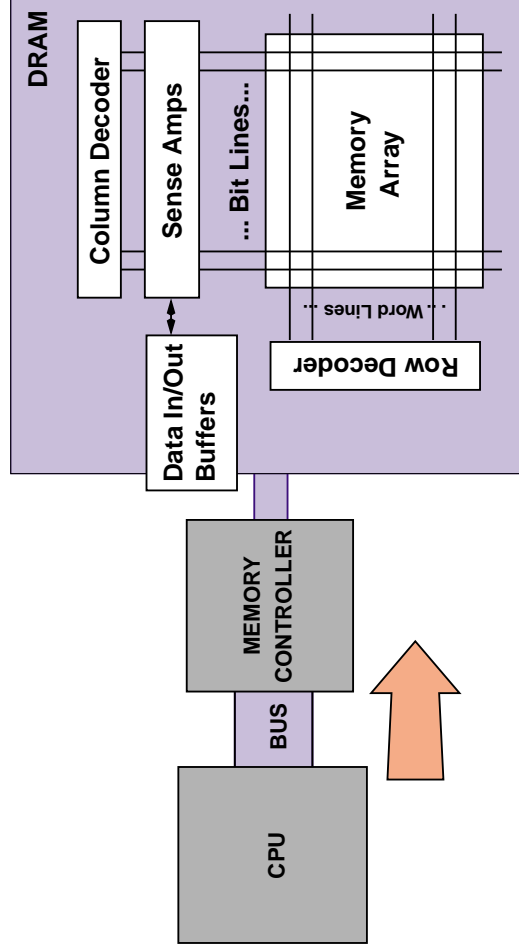 DRAM
Column Decoder
Sense Amps
... Bit Lines...
Data In/Out
Buffers
Row Decoder
... Word Lines ...
Memory
Array
MEMORY
CONTROLLER
BUS
CPU